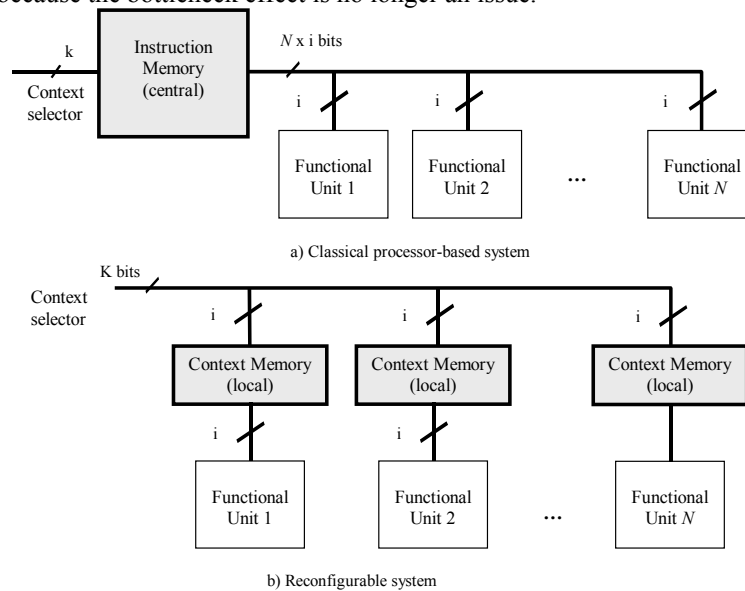 because the bottleneck effect is no longer an issue.
k
Instruction
Memory
(central)
N x i bits
Context
selector
i
i
i
Functional
Unit 1
Functional
Unit 2
...
Functional
Unit N
a) Classical processor-based system
K bits
Context
selector
i
i
i
Context Memory
(local)
Context Memory
(local)
Context Memory
(local)
i
i
Functional
Unit 1
Functional
Unit 2
...
Functional
Unit N
b) Reconfigurable system